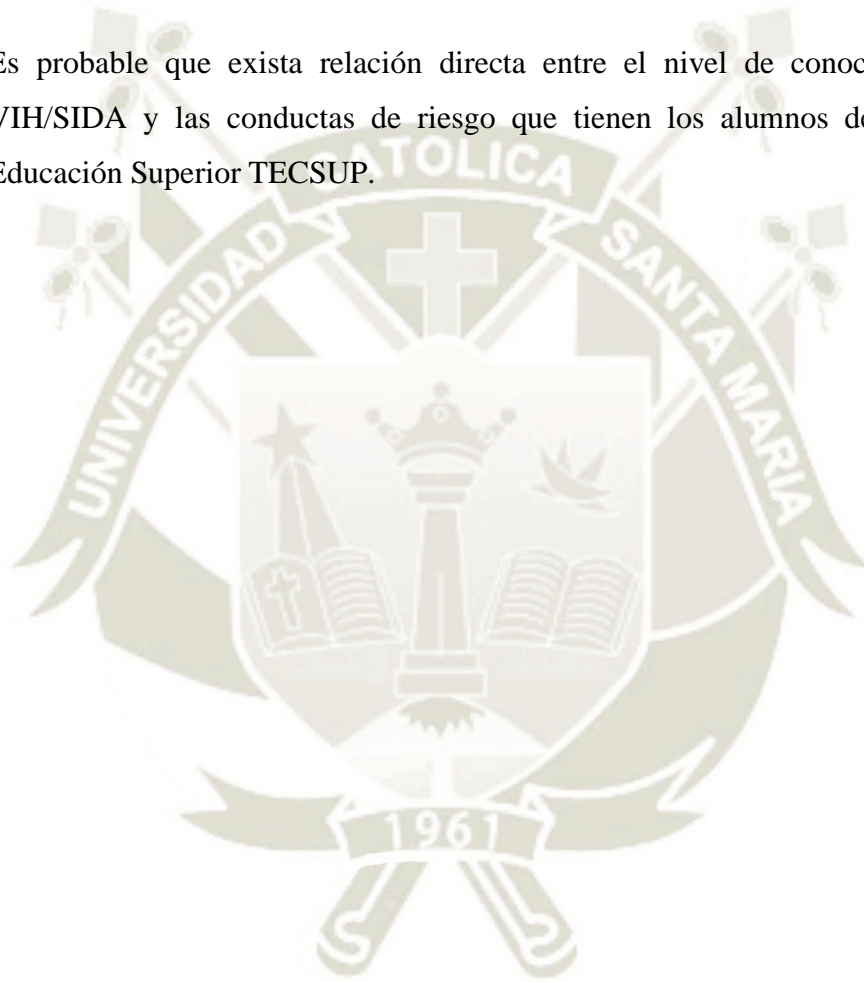 Es probable que exista relación directa entre el nivel de conoc
VIH/SIDA y las conductas de riesgo que tienen los alumnos de
Educación Superior TECSUP.
UNIVERSIDAD CATOLICA SANTA MARIA
1961